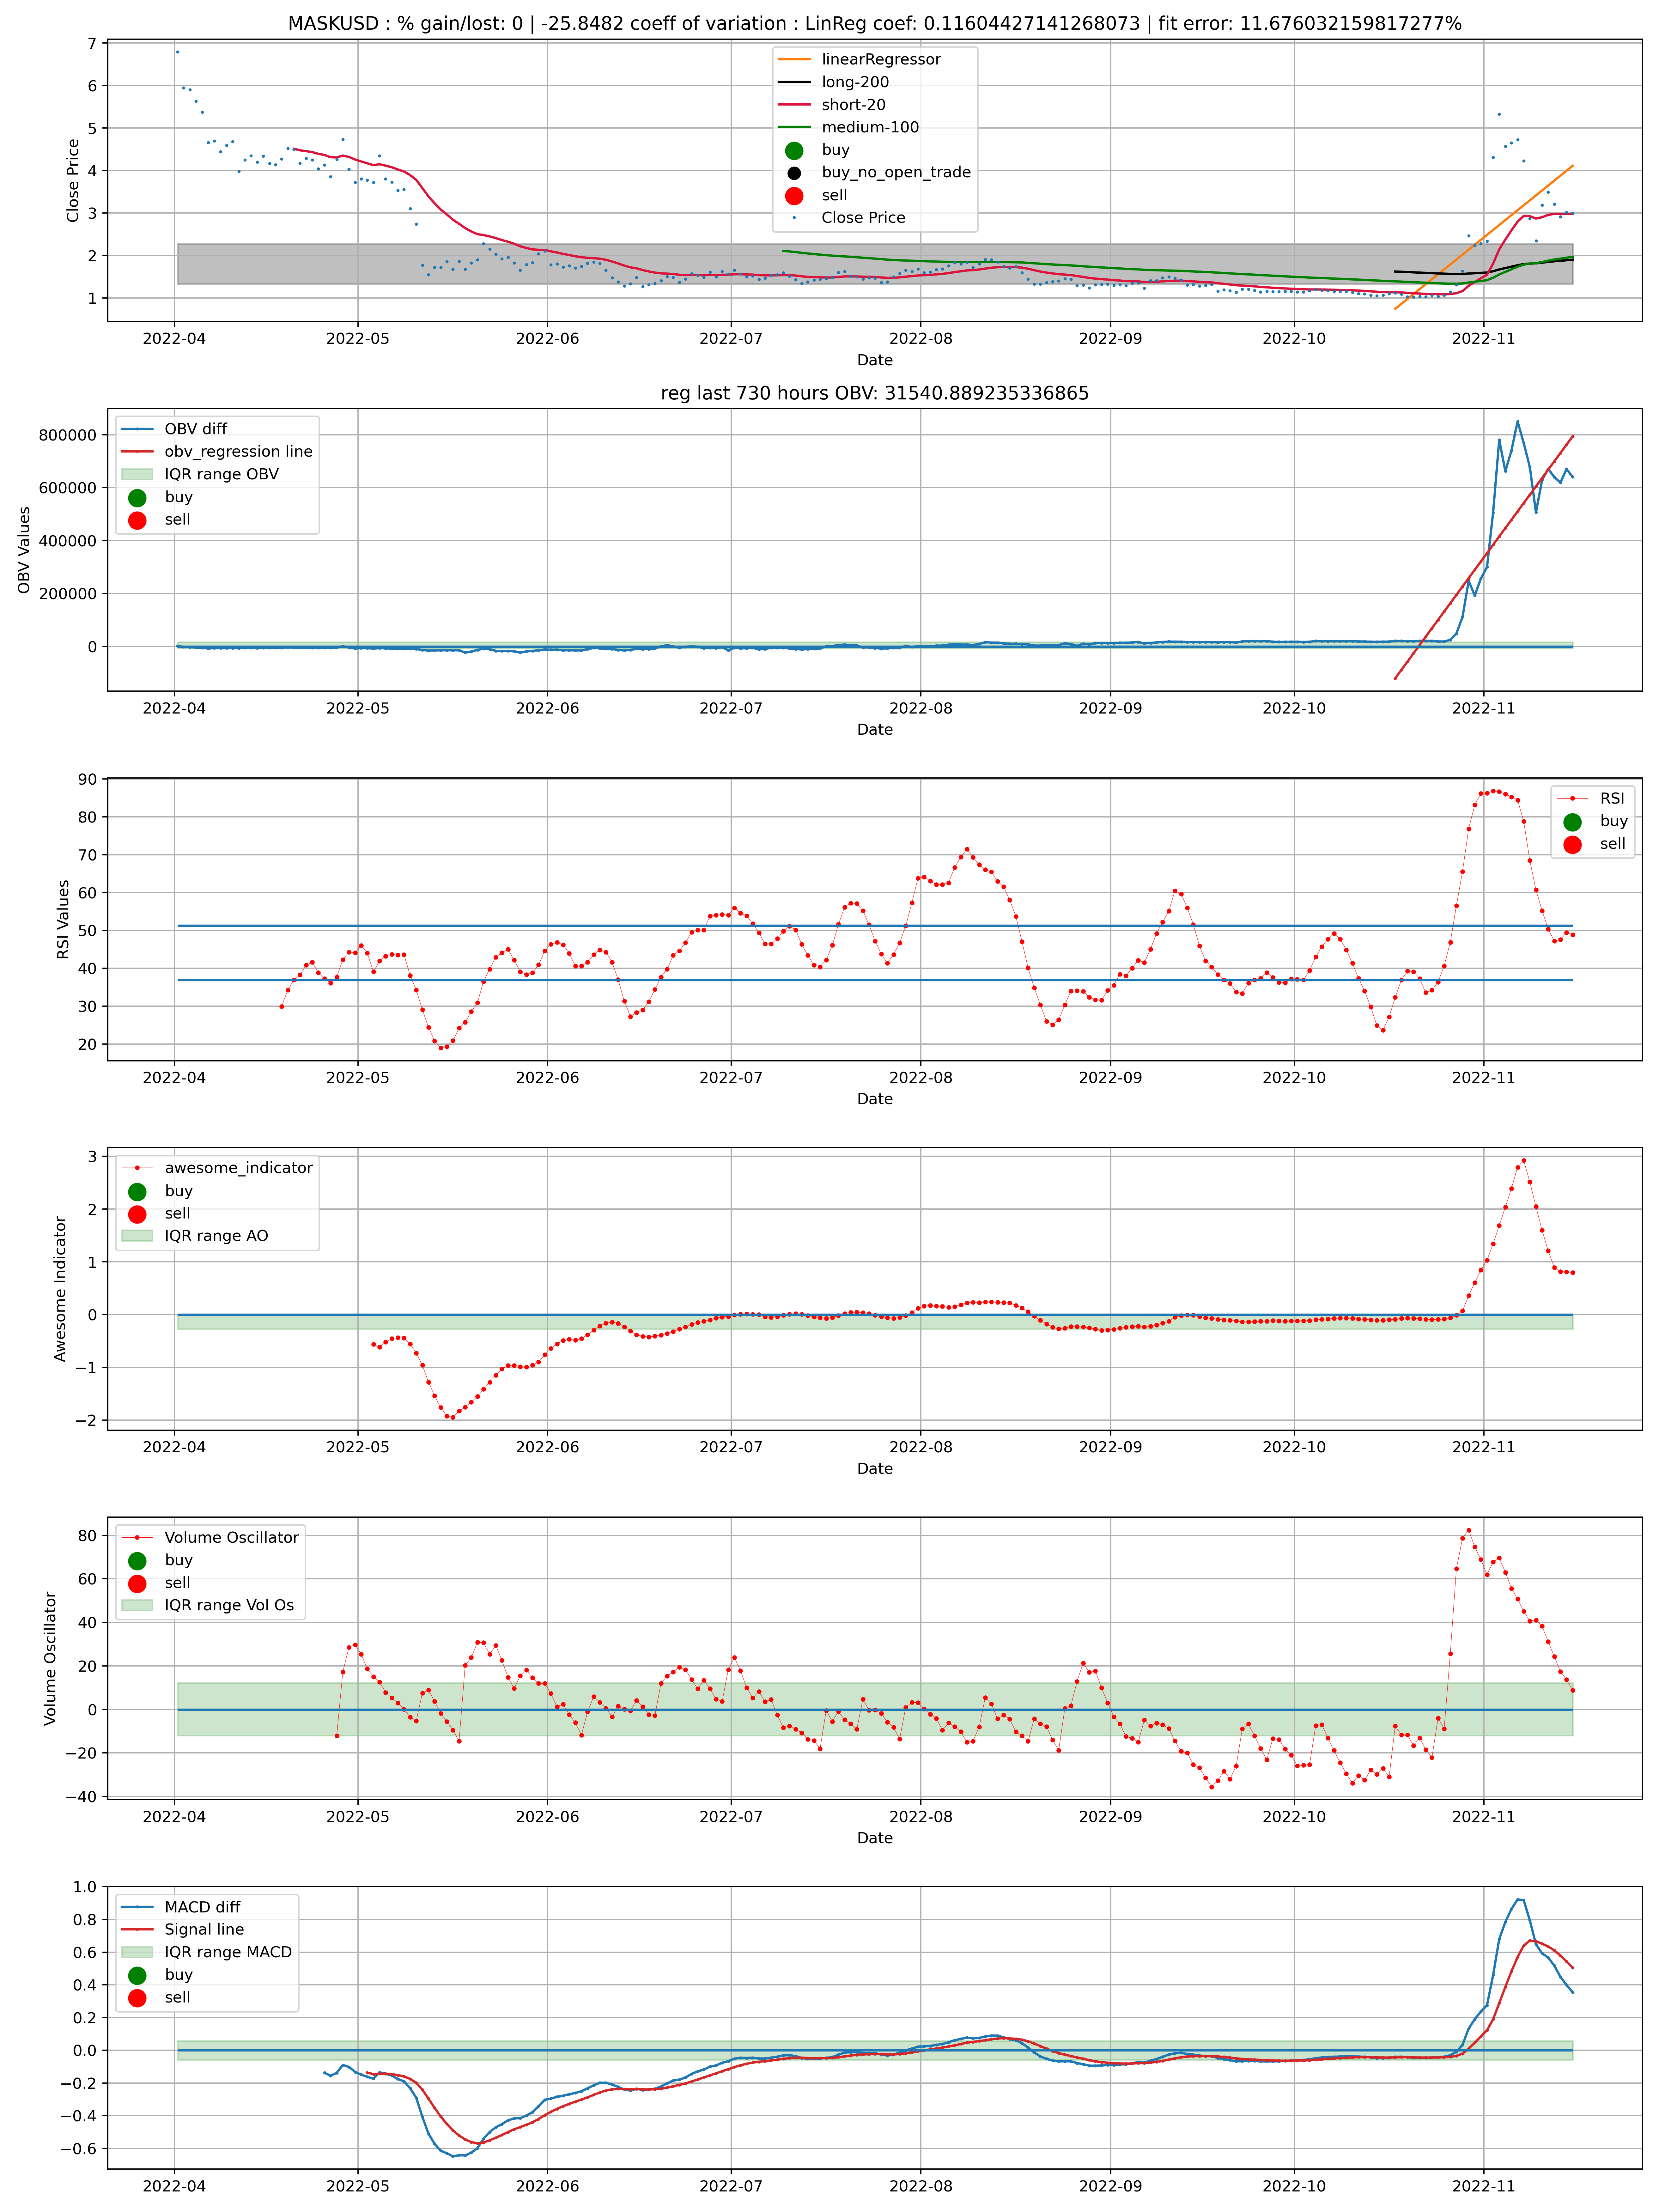 MASKUSD : % gain/lost: 0 | -25.8482 coeff of variation : LinReg coef: 0.11604427141268073 | fit error: 11.676032159817277%
7
6
5
4
3
2
1
Close Price
linearRegressor
long-200
short-20
medium-100
buy
buy_no_open_trade
sell
Close Price
2022-04 2022-05 2022-06 2022-07 2022-08 2022-09 2022-10 2022-11
Date
reg last 730 hours OBV: 31540.889235336865
800000
600000
400000
200000
0
OBV Values
OBV diff
obv_regression line
IQR range OBV
buy
sell
2022-04 2022-05 2022-06 2022-07 2022-08 2022-09 2022-10 2022-11
Date
90
80
70
60
50
40
30
20
RSI Values
RSI
buy
sell
2022-04 2022-05 2022-06 2022-07 2022-08 2022-09 2022-10 2022-11
Date
3
2
1
0
−1
−2
Awesome Indicator
awesome_indicator
buy
sell
IQR range AO
2022-04 2022-05 2022-06 2022-07 2022-08 2022-09 2022-10 2022-11
Date
80
60
40
20
0
−20
−40
Volume Oscillator
Volume Oscillator
buy
sell
IQR range Vol Os
2022-04 2022-05 2022-06 2022-07 2022-08 2022-09 2022-10 2022-11
Date
1.0
0.8
0.6
0.4
0.2
0.0
−0.2
−0.4
−0.6
MACD diff
Signal line
IQR range MACD
buy
sell
2022-04 2022-05 2022-06 2022-07 2022-08 2022-09 2022-10 2022-11